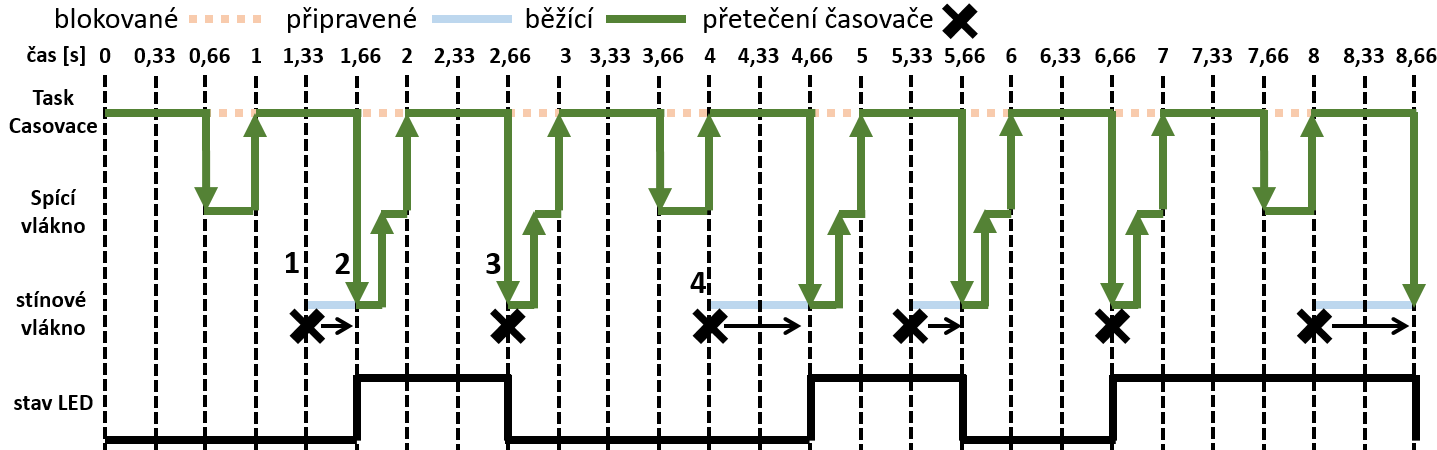 blokované připravené běžící přetečení časovače
čas [s] 0 0,33 0,66 1 1,33 1,66 2 2,33 2,66 3 3,33 3,66 4 4,33 4,66 5 5,33 5,66 6 6,33 6,66 7 7,33 7,66 8 8,33 8,66
Task
Casovace
Spící
vlákno
1 2 3 4
stínové
vlákno
stav LED